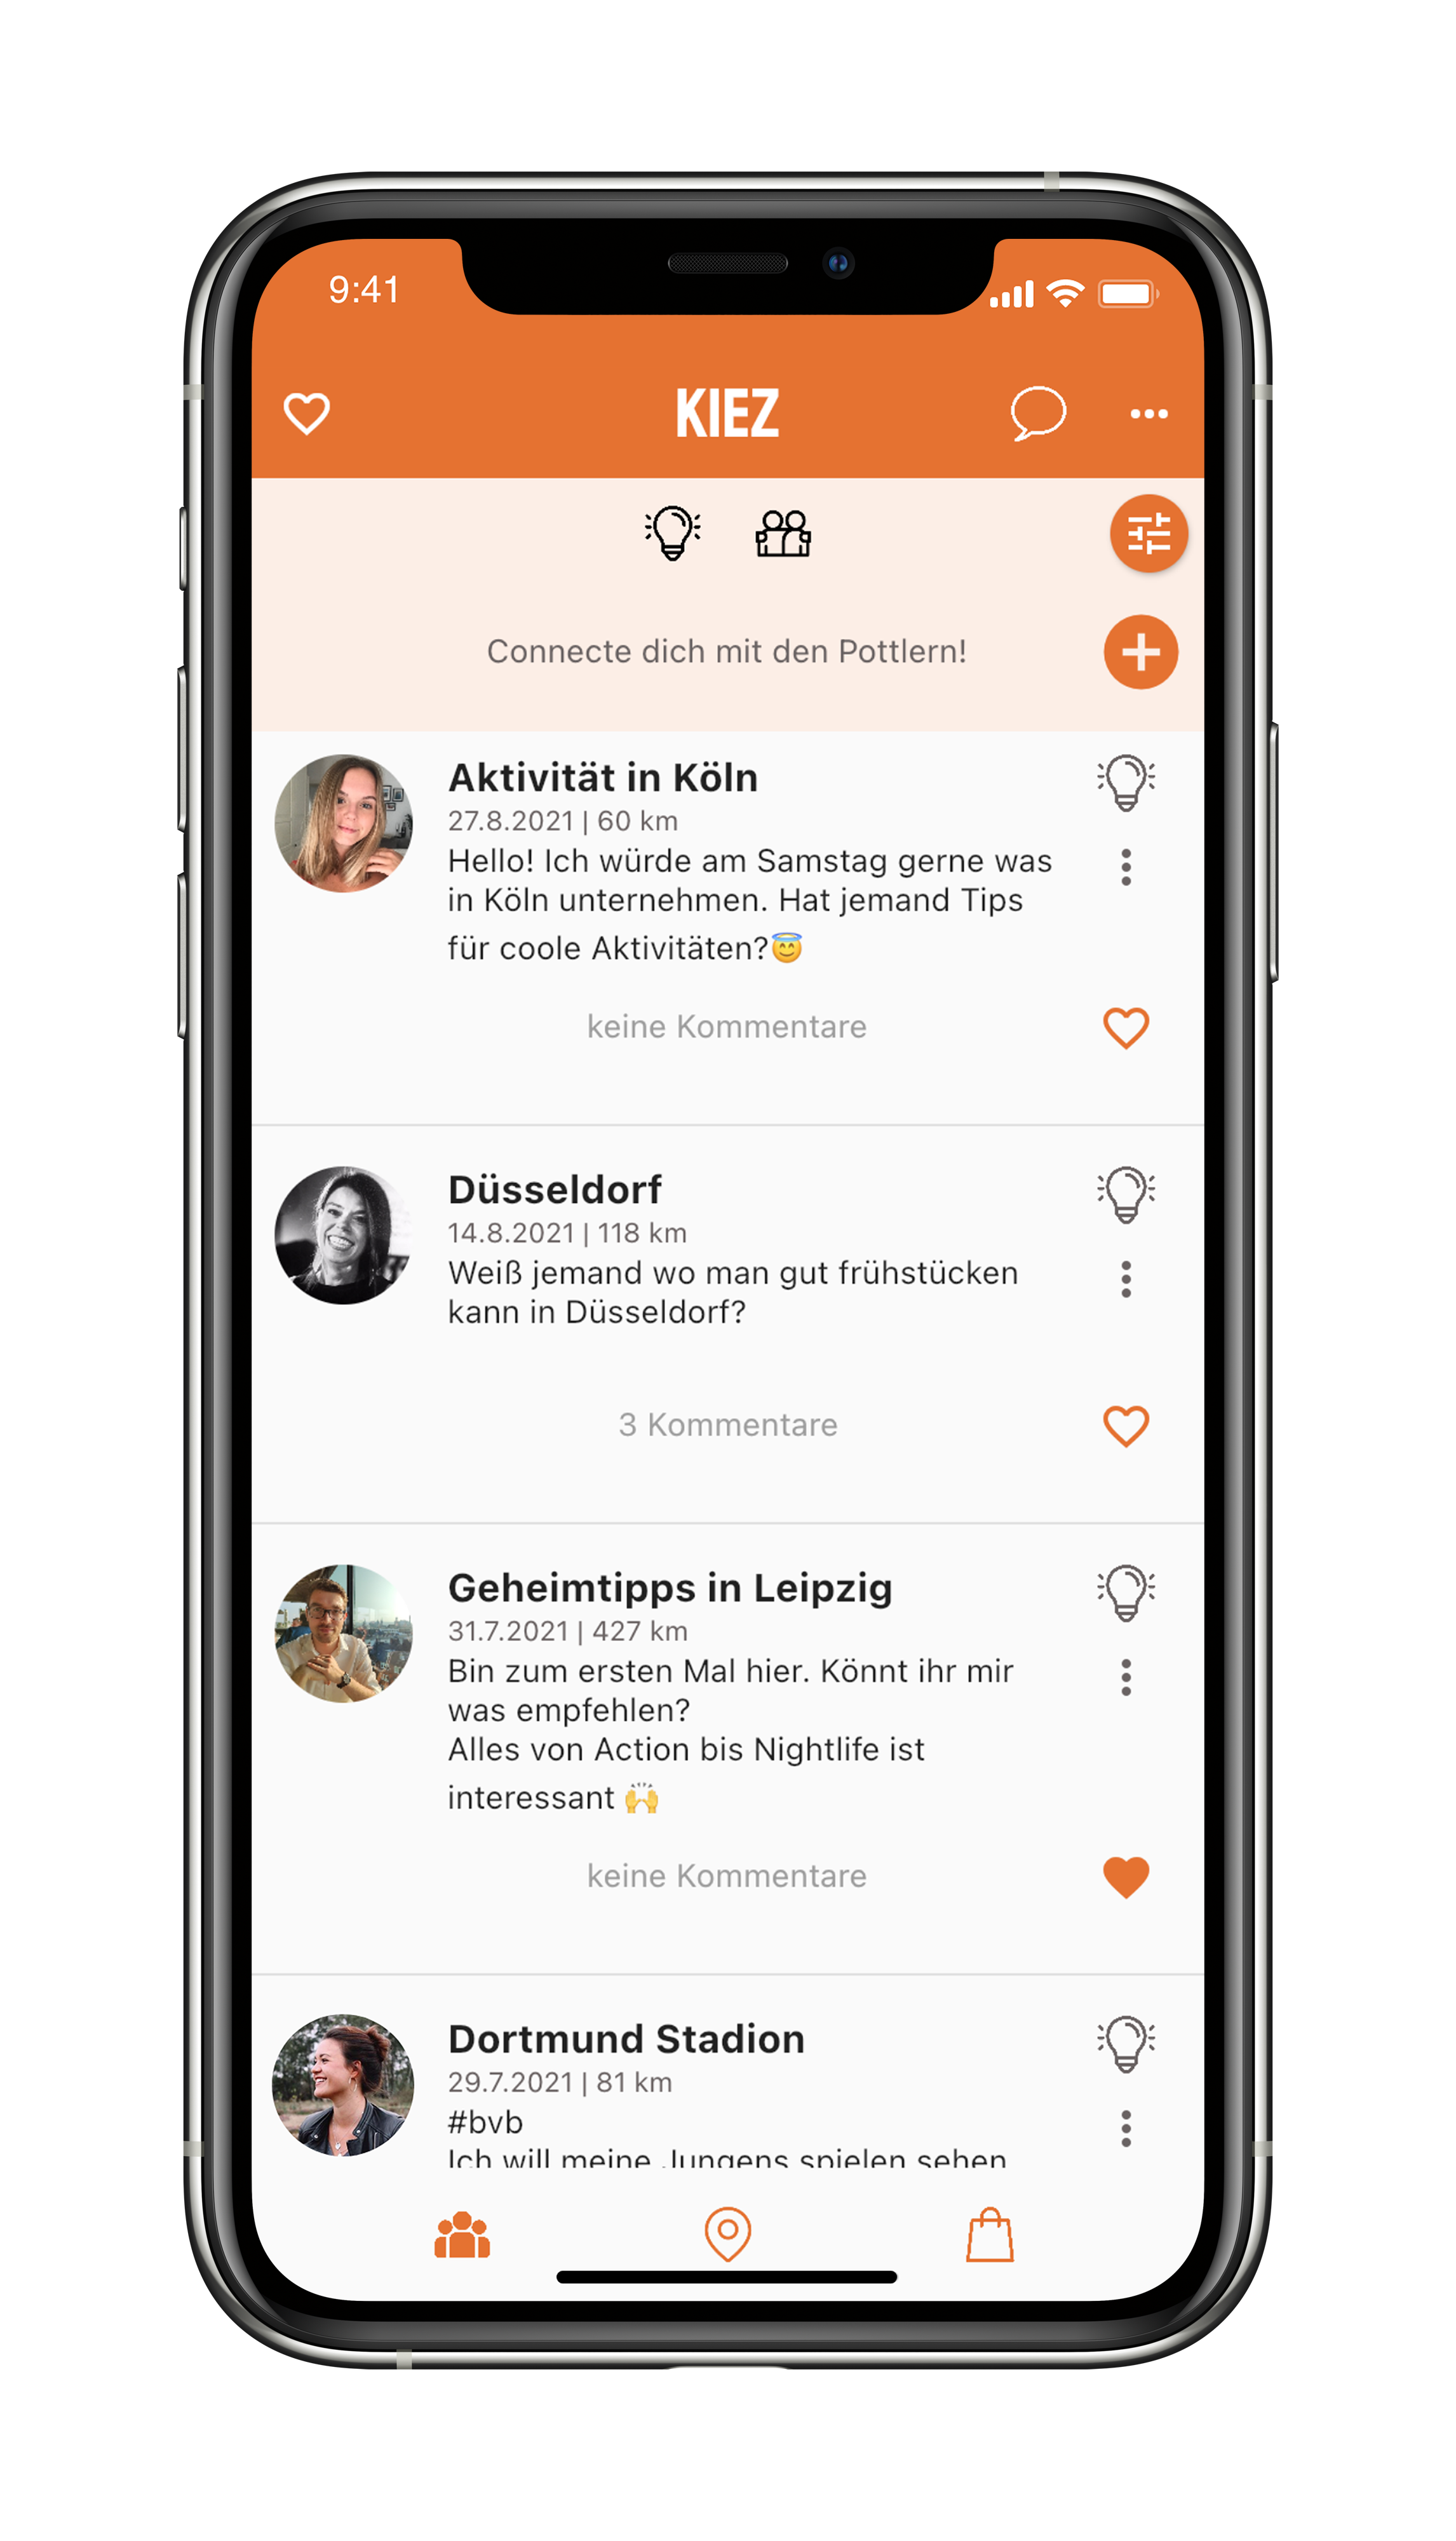 9:41
KIEZ
Connecte dich mit den Pottlern!
Aktivität in Köln
27.8.2021 | 60 km
Hello! Ich würde am Samstag gerne was
in Köln unternehmen. Hat jemand Tips
für coole Aktivitäten?😇
keine Kommentare
Düsseldorf
14.8.2021 | 118 km
Weiß jemand wo man gut frühstücken
kann in Düsseldorf?
3 Kommentare
Geheimtipps in Leipzig
31.7.2021 | 427 km
Bin zum ersten Mal hier. Könnt ihr mir
was empfehlen?
Alles von Action bis Nightlife ist
interessant 🙌
keine Kommentare
Dortmund Stadion
29.7.2021 | 81 km
#bvb
Ich will meine Jungens spielen sehen